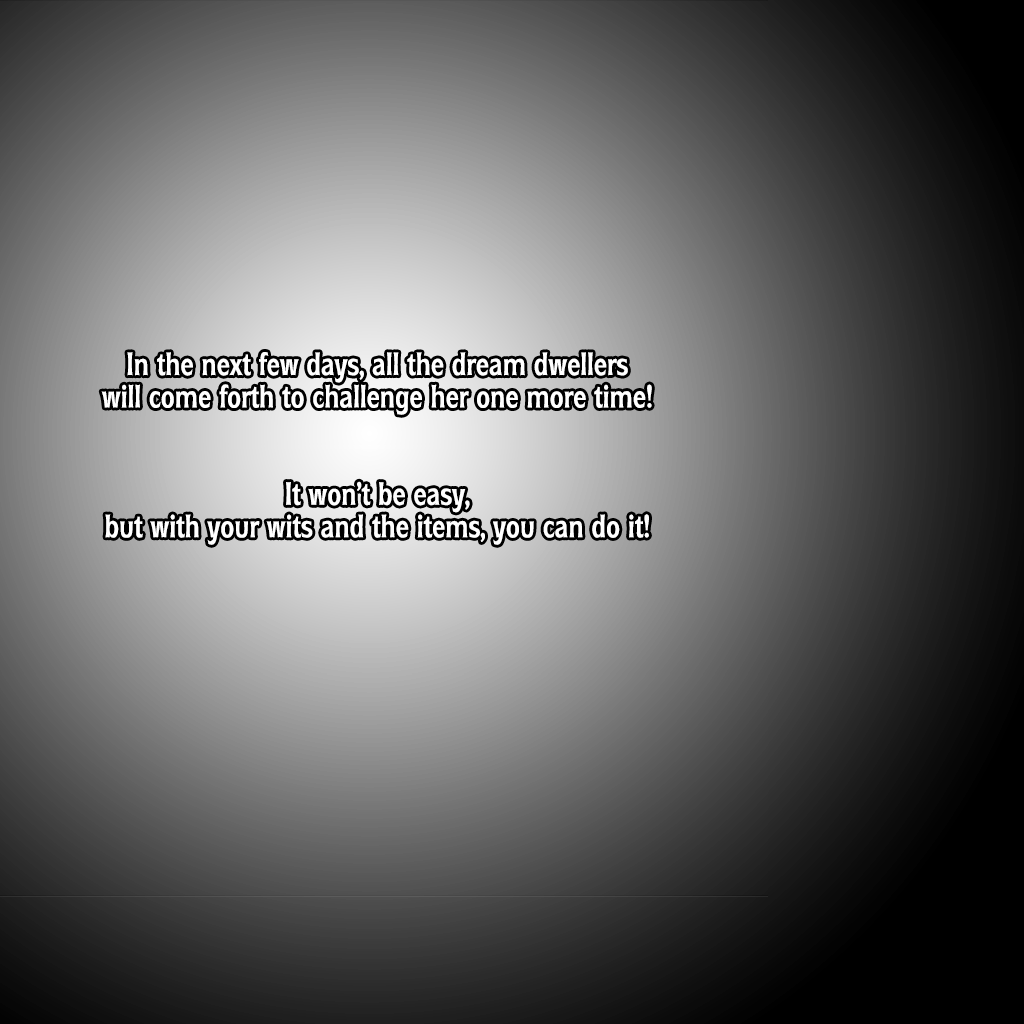 In the next few days, all the dream dwellers
will come forth to challenge her one more time!
It won't be easy,
but with your wits and the items, you can do it!